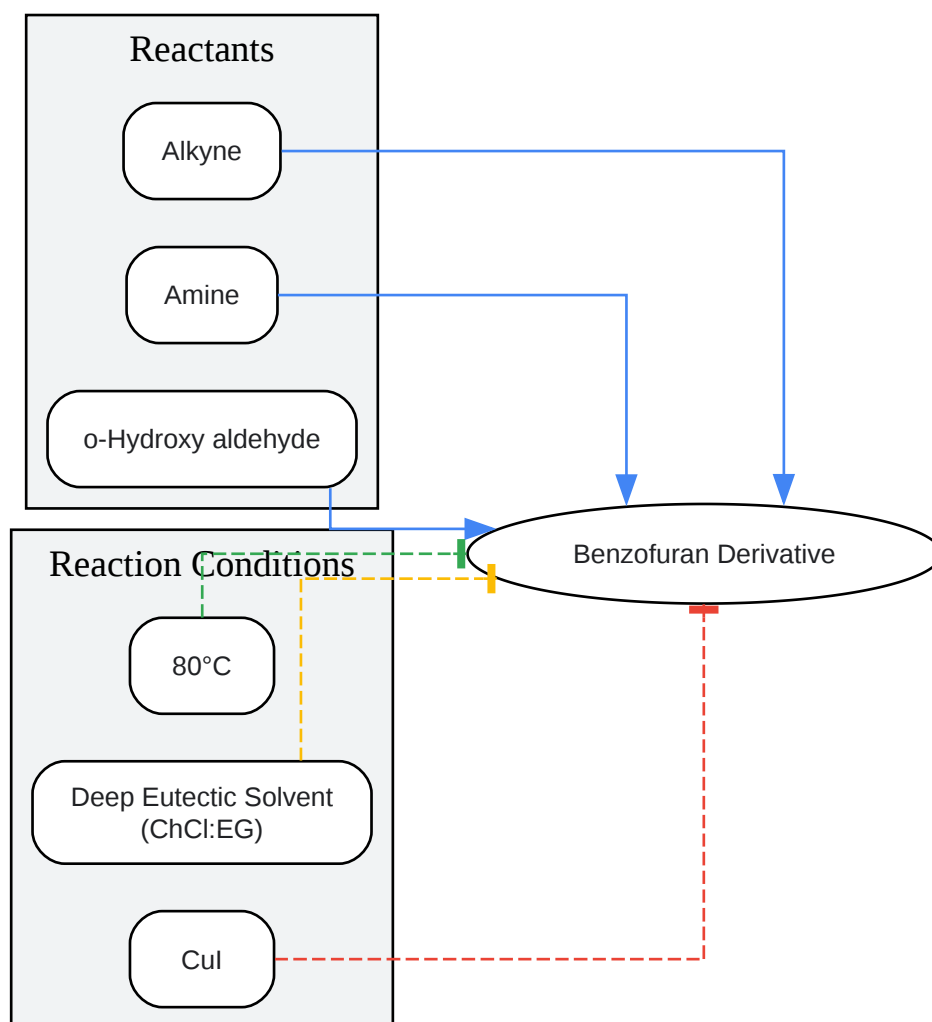 Reactants
Alkyne
Amine
o-Hydroxy aldehyde
Reaction Conditions
Benzofuran Derivative
80°C
Deep Eutectic Solvent
(ChCl:EG)
CuI